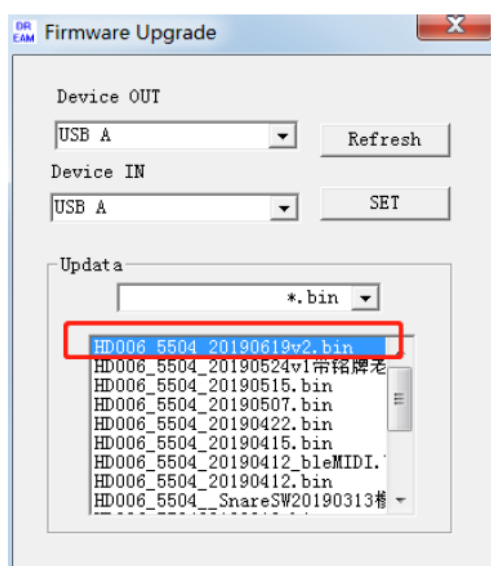 DR
EAM
Firmware Upgrade
X
Device OUT
USB A
Refresh
Device IN
USB A
SET
Updata
*.bin
HD006_5504_20190619v2.bin
HD006_5504_20190524v1带铭牌老
HD006_5504_20190515.bin
HD006_5504_20190507.bin
HD006_5504_20190422.bin
HD006_5504_20190415.bin
HD006_5504_20190412_bleMIDI.
HD006_5504_20190412.bin
HD006_5504__SnareSW20190313